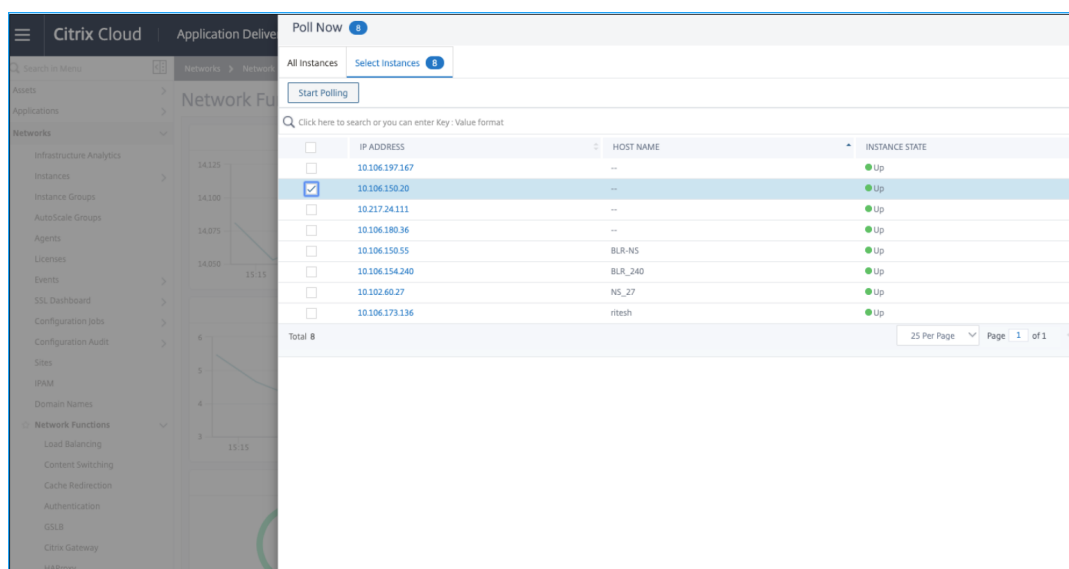 Citrix Cloud
Application Delive
Search in Menu
Networks > Network
Assets
Applications
Network Fu
Networks
Infrastructure Analytics
Instances
Instance Groups
AutoScale Groups
Agents
Licenses
Events
SSL Dashboard
Configuration Jobs
Configuration Audit
Sites
IPAM
Domain Names
Network Functions
Load Balancing
Content Switching
Cache Redirection
Authentication
GSLB
Citrix Gateway
HAProxy
14.125
14.100
14.075
14.050
15:15
6
5
4
3
15:15
Poll Now 8
All Instances Select Instances 8
Start Polling
Click here to search or you can enter Key : Value format
IP ADDRESS HOST NAME INSTANCE STATE
10.106.197.167 -- Up
10.106.150.20 -- Up
10.217.24.111 -- Up
10.106.180.36 -- Up
10.106.150.55 BLR-NS Up
10.106.154.240 BLR_240 Up
10.102.60.27 NS_27 Up
10.106.173.136 ritesh Up
Total 8
25 Per Page Page 1 of 1